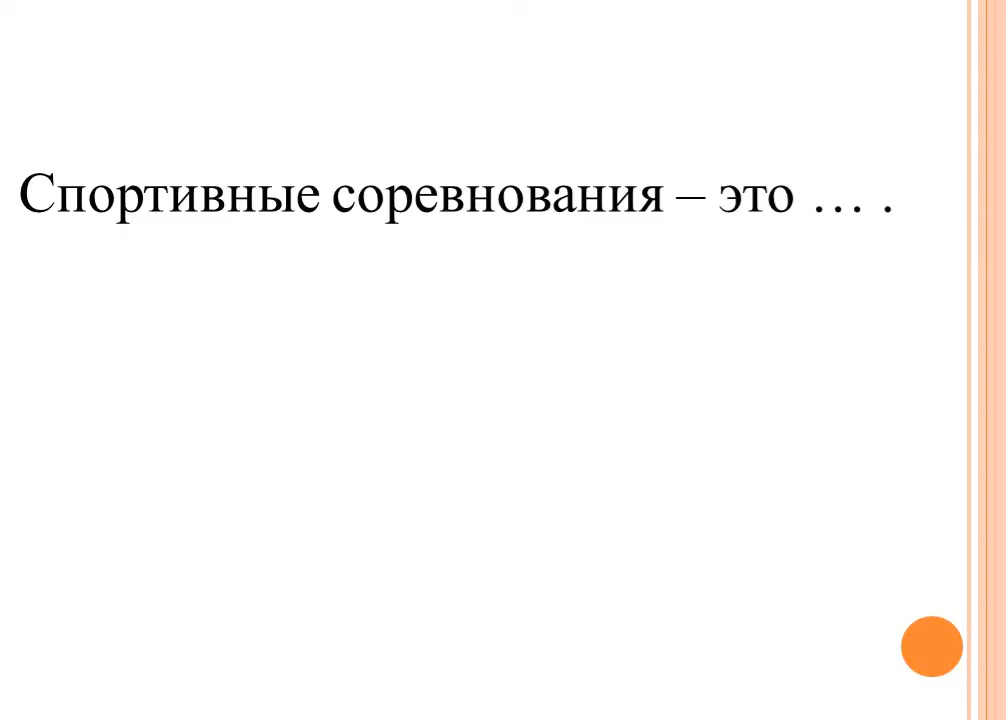 Спортивные соревнования – это … .